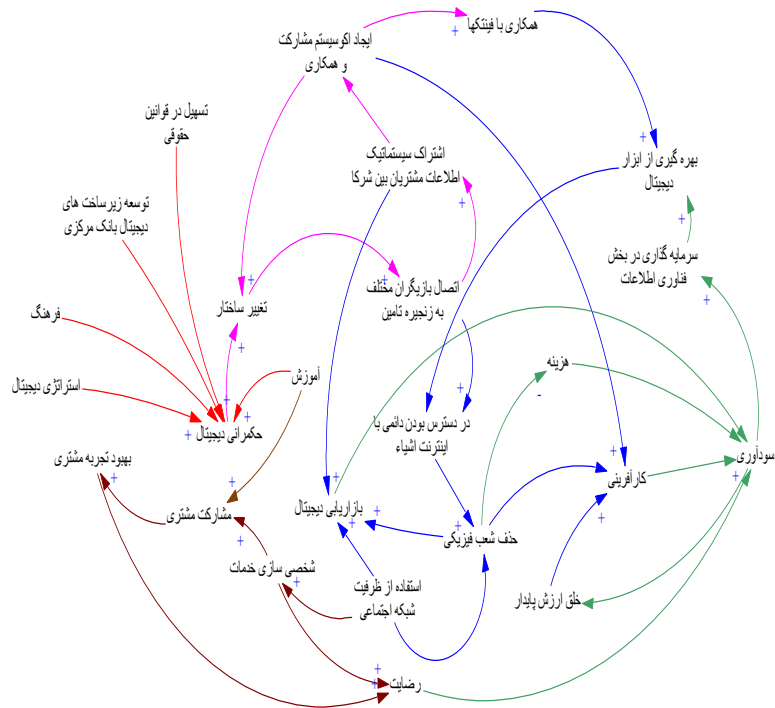 همکاری با فینتکها
ایجاد اکوسیستم مشارکت
و همکاری
تسهیل در قوانین
حقوقی
اشتراک سیستماتیک
اطلاعات مشتریان بین شرکا
بهره گیری از ابزار
دیجیتال
توسعه زیرساخت های
دیجیتال بانک مرکزی
سرمایه گذاری در بخش
فناوری اطلاعات
اتصال بازیگران مختلف
به زنجیره تامین
تغییر ساختار
فرهنگ
هزینه
آموزش
استراتژی دیجیتال
در دسترس بودن دائمی با
اینترنت اشیاء
حکمرانی دیجیتال
سودآوری
بهبود تجربه مشتری
کارآفرینی
بازاریابی دیجیتال
مشارکت مشتری
حذف شعب فیزیکی
شخصی سازی خدمات
استفاده از ظرفیت
شبکه اجتماعی
خلق ارزش پایدار
رضایت